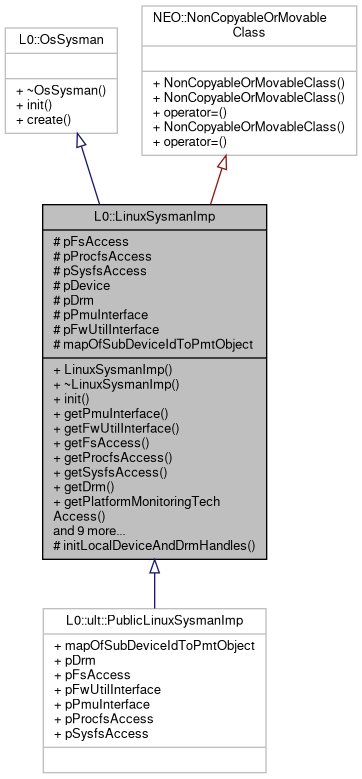 L0::OsSysman
+ ~OsSysman()
+ init()
+ create()
NEO::NonCopyableOrMovable
Class
+ NonCopyableOrMovableClass()
+ NonCopyableOrMovableClass()
+ operator=()
+ NonCopyableOrMovableClass()
+ operator=()
L0::LinuxSysmanImp
# pFsAccess
# pProcfsAccess
# pSysfsAccess
# pDevice
# pDrm
# pPmuInterface
# pFwUtilInterface
# mapOfSubDeviceIdToPmtObject
+ LinuxSysmanImp()
+ ~LinuxSysmanImp()
+ init()
+ getPmuInterface()
+ getFwUtilInterface()
+ getFsAccess()
+ getProcfsAccess()
+ getSysfsAccess()
+ getDrm()
+ getPlatformMonitoringTech
Access()
and 9 more...
# initLocalDeviceAndDrmHandles()
L0::ult::PublicLinuxSysmanImp
+ mapOfSubDeviceIdToPmtObject
+ pDrm
+ pFsAccess
+ pFwUtilInterface
+ pPmuInterface
+ pProcfsAccess
+ pSysfsAccess